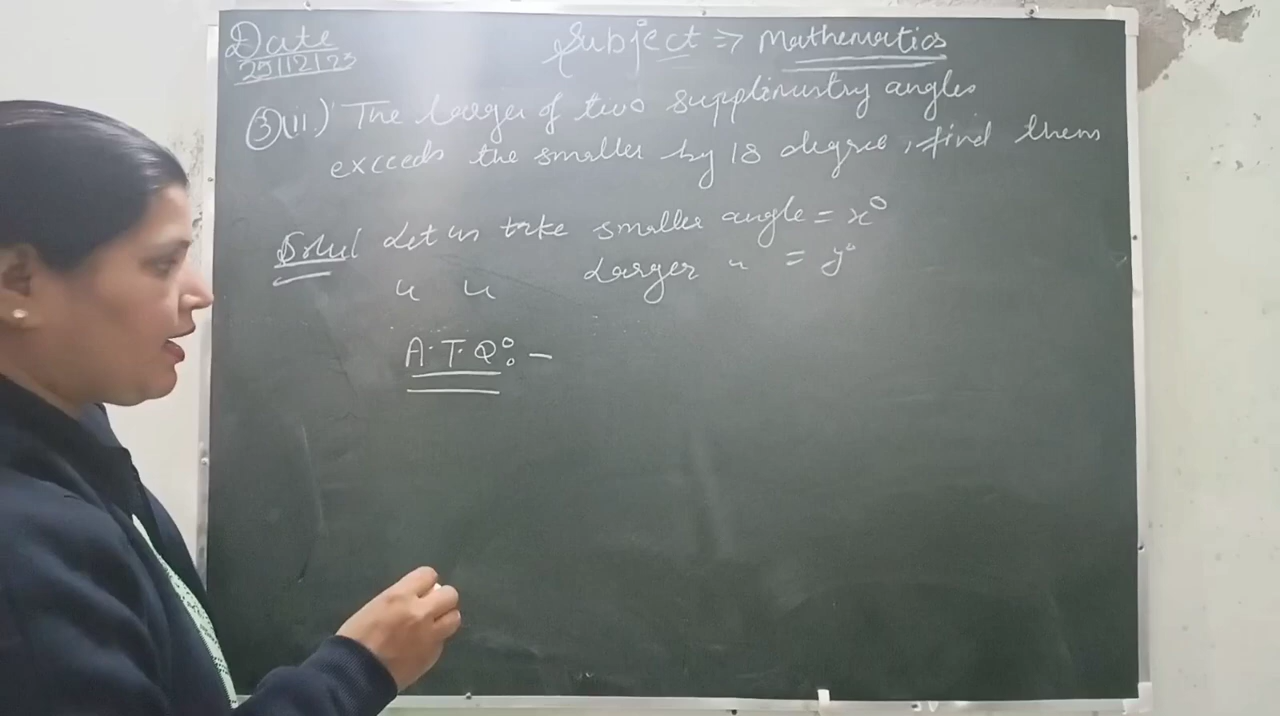 Date
25/12/23
Subject ⇒ Mathematics
③(ii) The larger of two supplimentry angles
exceeds the smaller by 18 degree, find them
Solu Let us take smaller angle = x°
" " Larger " = y°
A.T.Q:-